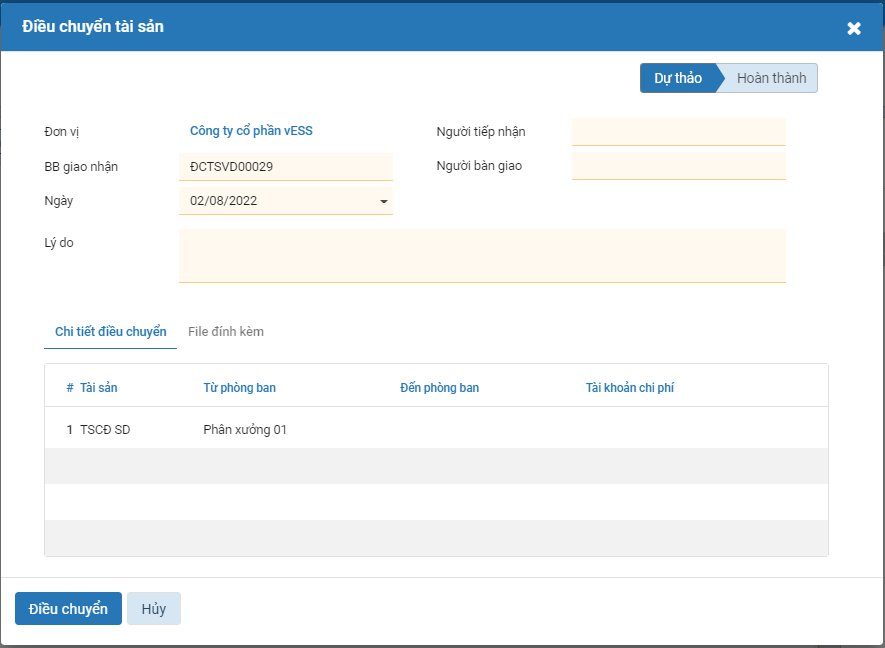 Điều chuyển tài sản
Dự thảo Hoàn thành
Đơn vị Công ty cổ phần vESS Người tiếp nhận
BB giao nhận ĐCTSVD00029 Người bàn giao
Ngày 02/08/2022
Lý do
Chi tiết điều chuyển File đính kèm
# Tài sản Từ phòng ban Đến phòng ban Tài khoản chi phí
1 TSCĐ SD Phân xưởng 01
Điều chuyển Hủy